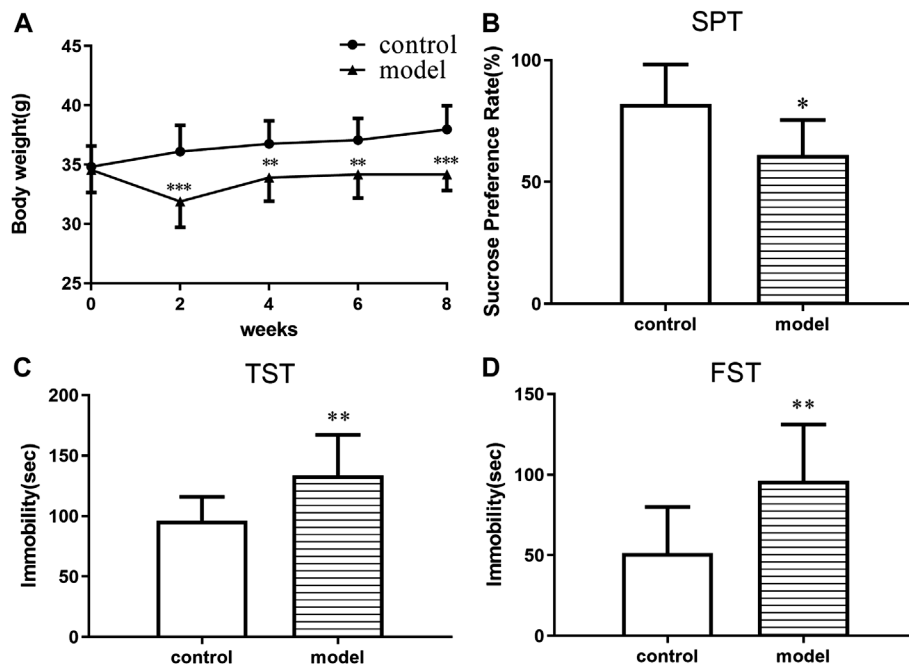 A
control
model
Body weight(g)
45
40
35
30
25
***
**
**
***
0 2 4 6 8
weeks
B
SPT
Sucrose Preference Rate(%)
100
50
0
*
control model
C
TST
Immobility(sec)
200
150
100
50
0
**
control model
D
FST
Immobility(sec)
150
100
50
0
**
control model